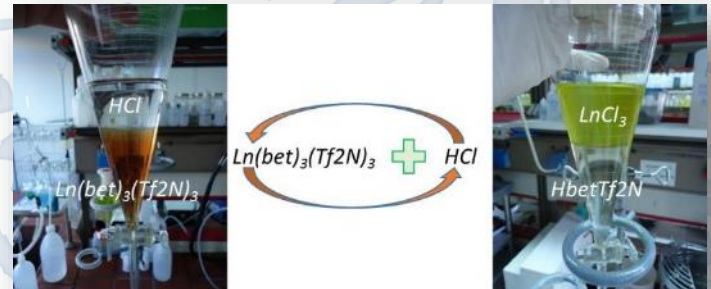 HCl
Ln(bet)3(Tf2N)3
Ln(bet)3(Tf2N)3 + HCl
LnCl3
HbetTf2N